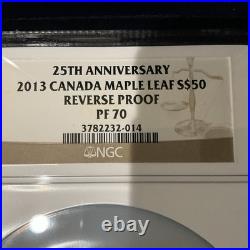 25TH ANNIVERSARY
2013 CANADA MAPLE LEAF S$50
REVERSE PROOF
PF 70
3782232-014
NGC